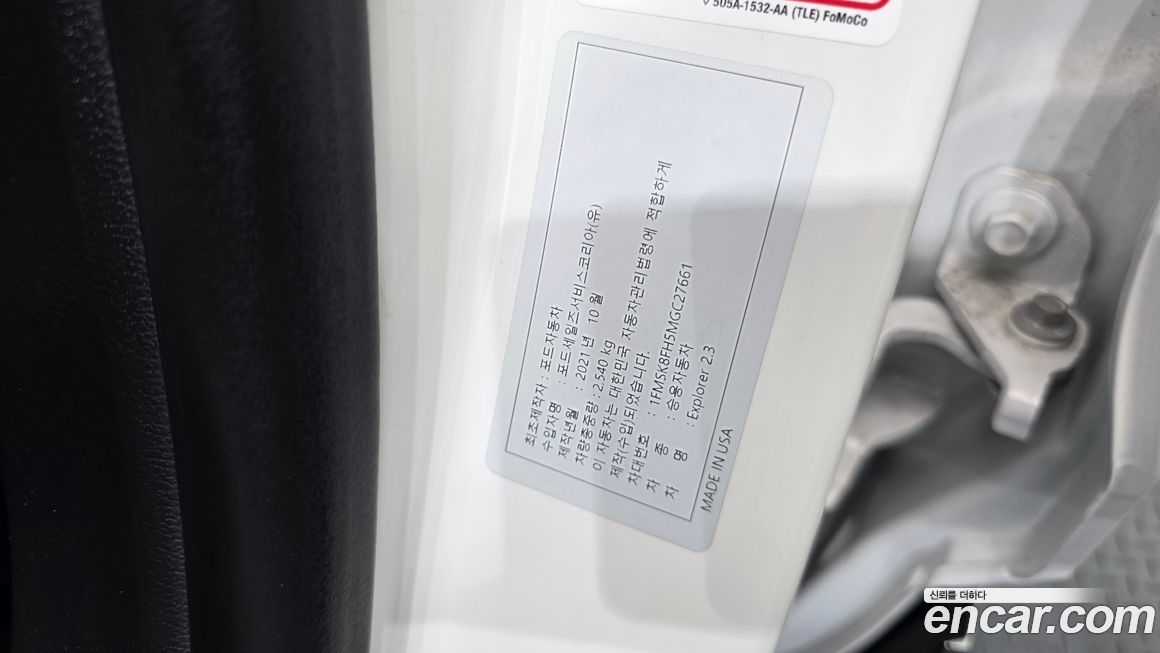 505A-1532-AA (TLE) FoMoCo
최초제작자 : 포드자동차
수입자명 : 포드세일즈서비스코리아(유)
제작년월 : 2021 년 10 월
차량총중량 : 2,540 kg
이 자동차는 대한민국 자동차관리법령에 적합하게
제작(수입)되었습니다.
차대번호 : 1FMSK8FH5MGC27661
차 종 : 승용자동차
차 명 : Explorer 2.3
MADE IN USA
신뢰를 더하다
encar.com